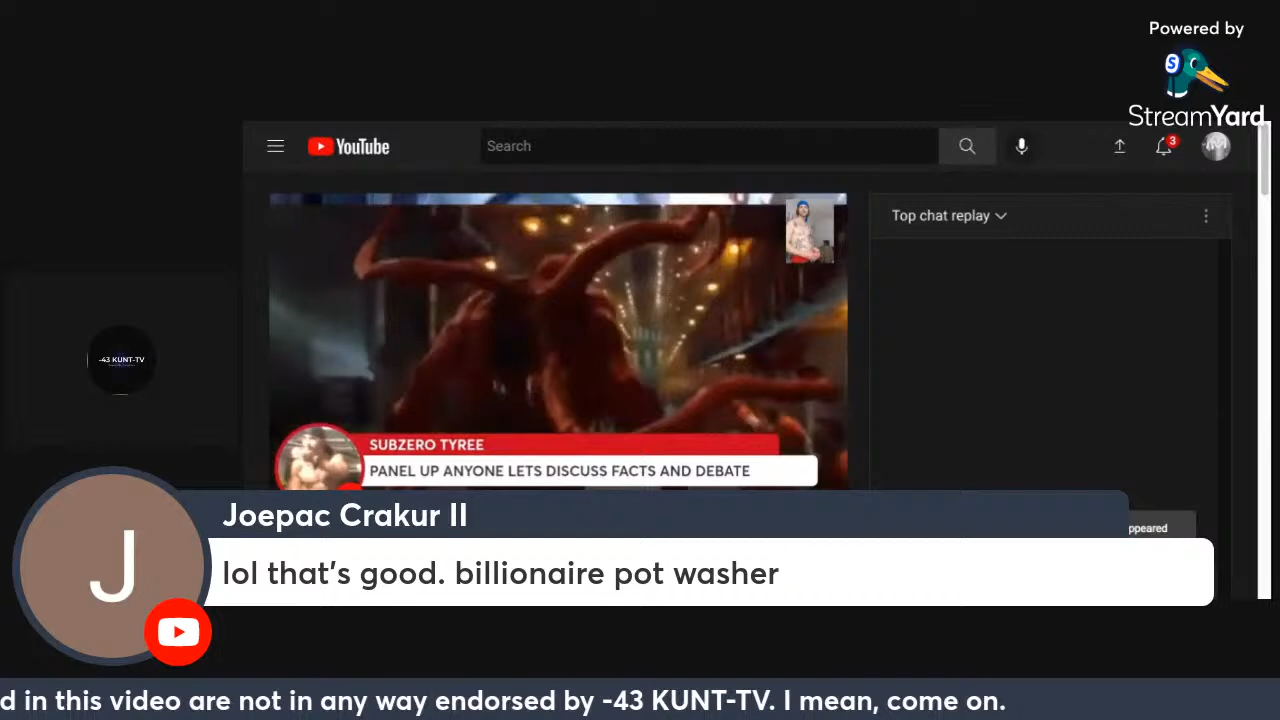 Powered by
StreamYard
YouTube
Search
3
Top chat replay
-43 KUNT-TV
SUBZERO TYREE
PANEL UP ANYONE LETS DISCUSS FACTS AND DEBATE
Joepac Crakur II
ppeared
J
lol that's good. billionaire pot washer
d in this video are not in any way endorsed by -43 KUNT-TV. I mean, come on.